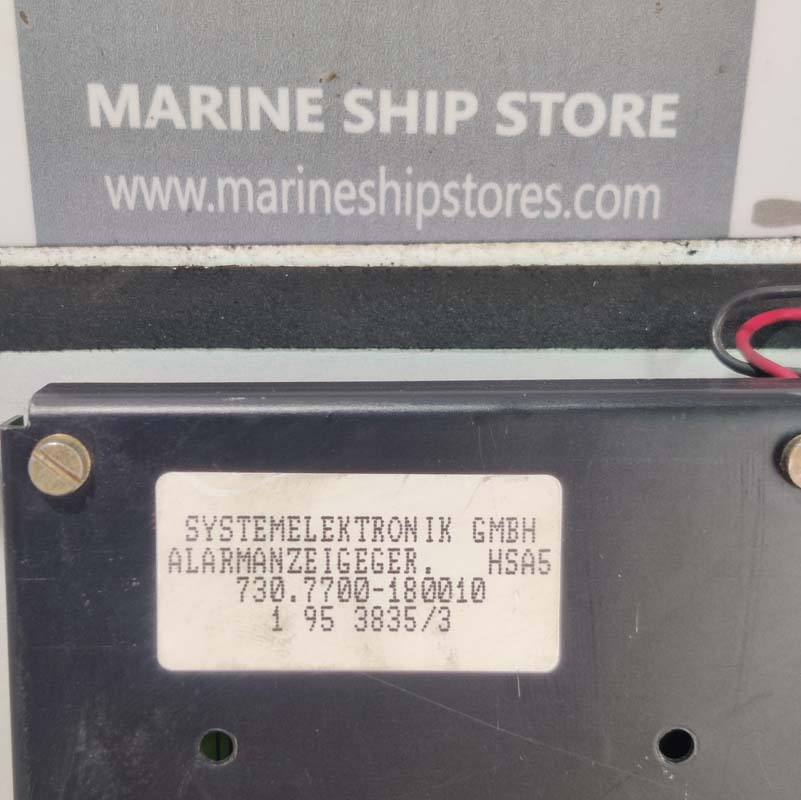 MARINE SHIP STORE
www.marineshipstores.com
SYSTEMELEKTRONIK GMBH
ALARMANZEIGEGER. HSA5
730.7700-180010
1 95 3835/3